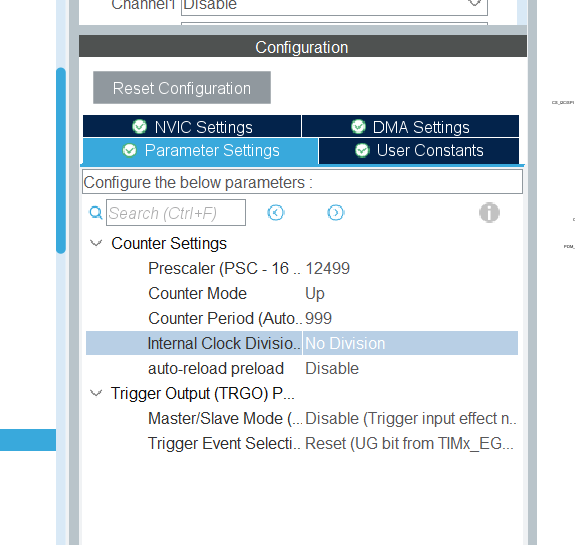 Channel1 Disable
Configuration
Reset Configuration
NVIC Settings DMA Settings
Parameter Settings User Constants
Configure the below parameters :
Search (Ctrl+F)
Counter Settings
Prescaler (PSC - 16 .. 12499
Counter Mode Up
Counter Period (Auto.. 999
Internal Clock Divisio.. No Division
auto-reload preload Disable
Trigger Output (TRGO) P...
Master/Slave Mode (... Disable (Trigger input effect n..
Trigger Event Selecti.. Reset (UG bit from TIMx_EG...